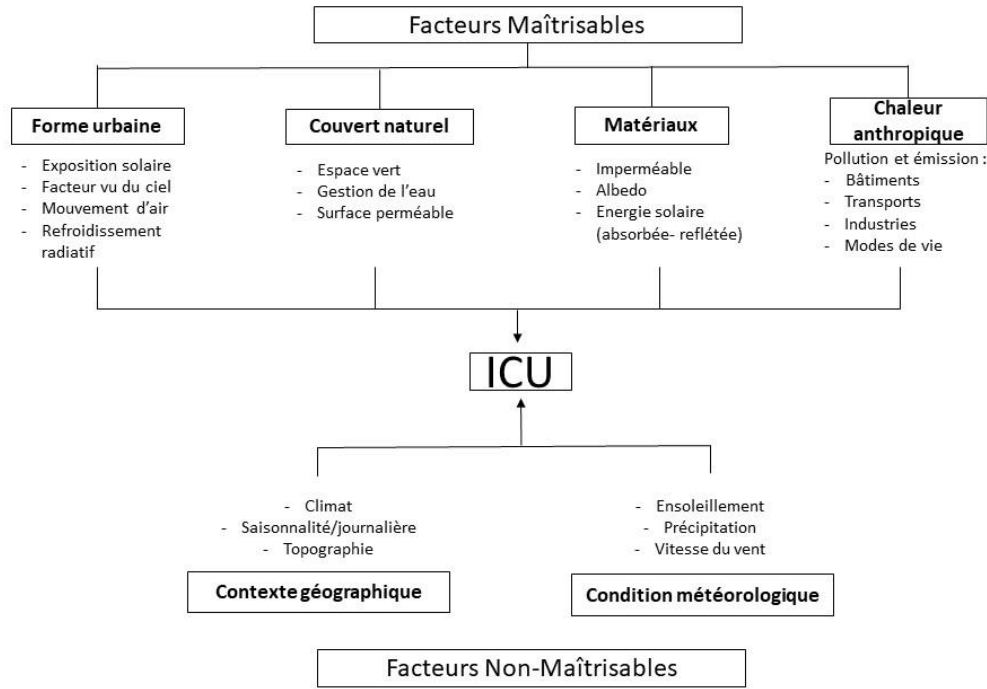 Facteurs Maîtrisables
Forme urbaine
- Exposition solaire
- Facteur vu du ciel
- Mouvement d'air
- Refroidissement
radiatif
Couvert naturel
- Espace vert
- Gestion de l'eau
- Surface perméable
Matériaux
- Imperméable
- Albedo
- Energie solaire
(absorbée- reflétée)
Chaleur
anthropique
Pollution et émission :
- Bâtiments
- Transports
- Industries
- Modes de vie
ICU
- Climat
- Saisonnalité/journalière
- Topographie
Contexte géographique
- Ensoleillement
- Précipitation
- Vitesse du vent
Condition météorologique
Facteurs Non-Maîtrisables